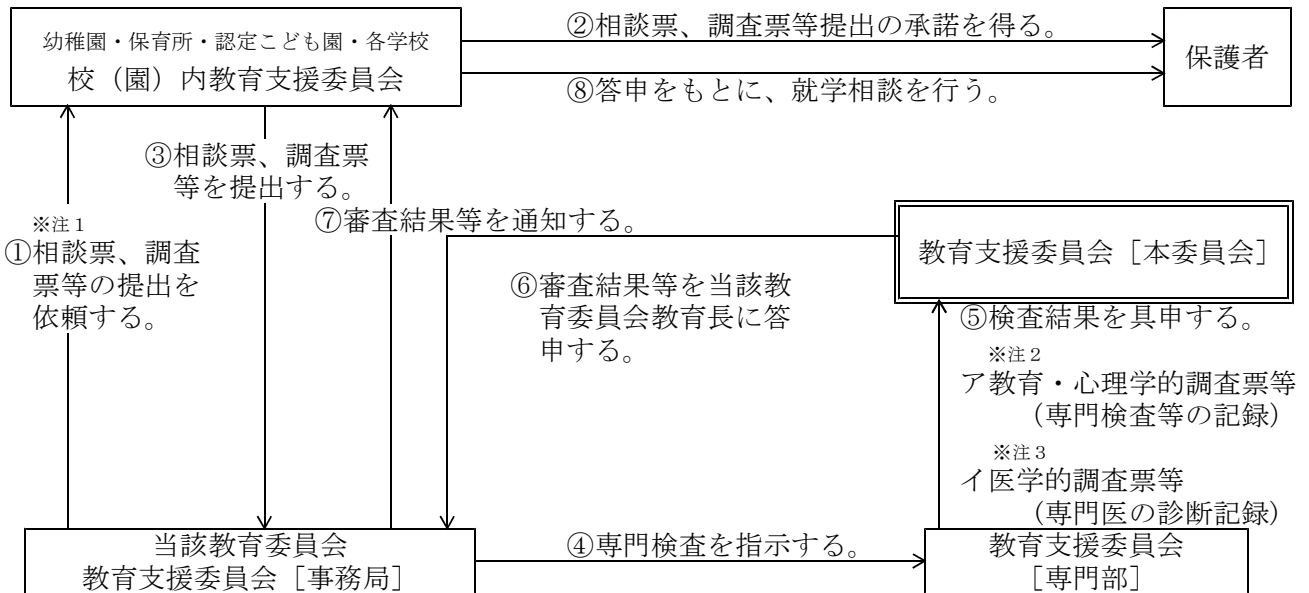 幼稚園・保育所・認定こども園・各学校
校（園）内教育支援委員会
②相談票、調査票等提出の承諾を得る。
⑧答申をもとに、就学相談を行う。
保護者
③相談票、調査票
等を提出する。
⑦審査結果等を通知する。
※注１
①相談票、調査
票等の提出を
依頼する。
教育支援委員会［本委員会］
⑥審査結果等を当該教
育委員会教育長に答
申する。
⑤検査結果を具申する。
※注２
ア教育・心理学的調査票等
（専門検査等の記録）
※注３
イ医学的調査票等
（専門医の診断記録）
当該教育委員会
教育支援委員会［事務局］
④専門検査を指示する。
教育支援委員会
［専門部］